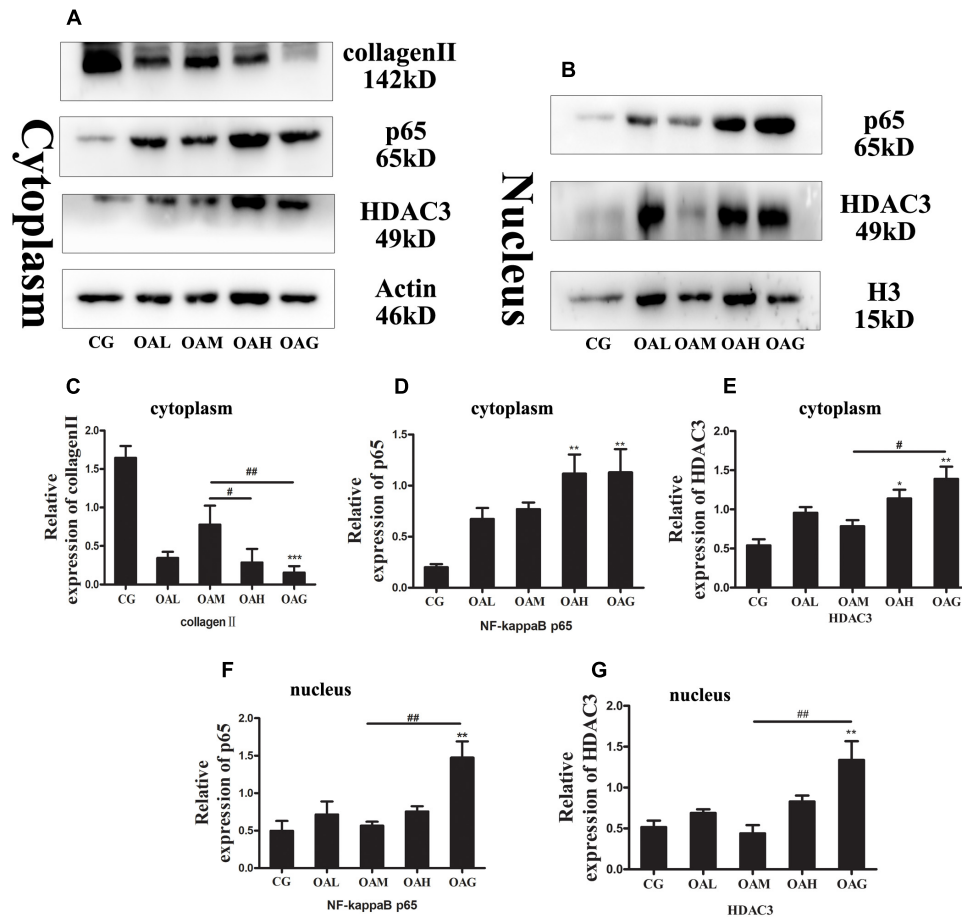 A
Cytoplasm
collagenII
142kD
p65
65kD
HDAC3
49kD
Actin
46kD
CG OAL OAM OAH OAG
B
Nucleus
p65
65kD
HDAC3
49kD
H3
15kD
CG OAL OAM OAH OAG
C
cytoplasm
Relative
expression of collagenII
2.0
1.5
1.0
0.5
0.0
##
#
***
CG OAL OAM OAH OAG
collagen II
D
cytoplasm
Relative
expression of p65
1.5
1.0
0.5
0.0
** **
CG OAL OAM OAH OAG
NF-kappaB p65
E
cytoplasm
Relative
expression of HDAC3
2.0
1.5
1.0
0.5
0.0
#
* **
CG OAL OAM OAH OAG
HDAC3
F
nucleus
Relative
expression of p65
2.0
1.5
1.0
0.5
0.0
##
**
CG OAL OAM OAH OAG
NF-kappaB p65
G
nucleus
Relative
expression of HDAC3
2.0
1.5
1.0
0.5
0.0
##
**
CG OAL OAM OAH OAG
HDAC3